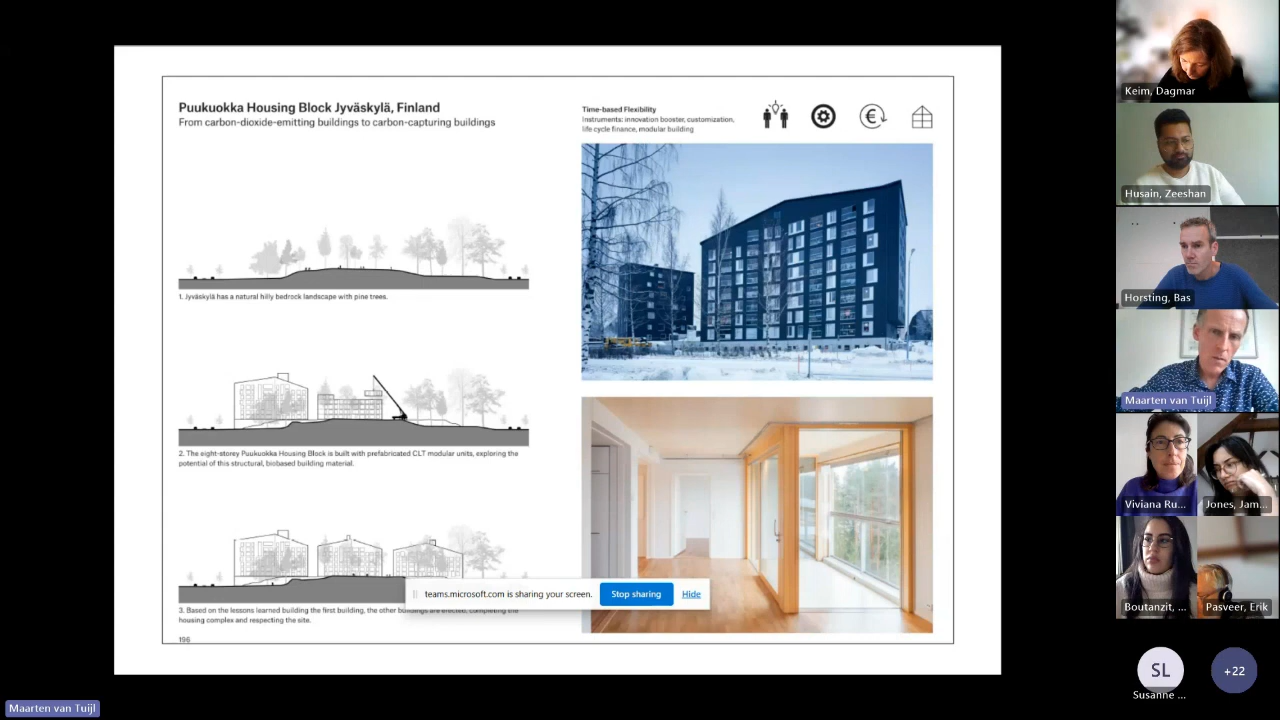 Puukuokka Housing Block Jyväskylä, Finland
From carbon-dioxide-emitting buildings to carbon-capturing buildings
1. Jyväskylä has a natural hilly bedrock landscape with pine trees.
2. The eight-storey Puukuokka Housing Block is built with prefabricated CLT modular units, exploring the
potential of this structural, biobased building material.
3. Based on the lessons learned building the first building, the other buildings are erected, completing the
housing complex and respecting the site.
196
Time-based Flexibility
Instruments: innovation booster, customization,
life cycle finance, modular building
€
teams.microsoft.com is sharing your screen.
Stop sharing
Hide
Keim, Dagmar
Husain, Zeeshan
Horsting, Bas
Maarten van Tuijl
Viviana Ru...
Jones, Jam...
Boutanzit, ...
Pasveer, Erik
SL
Susanne ...
+22
Maarten van Tuijl